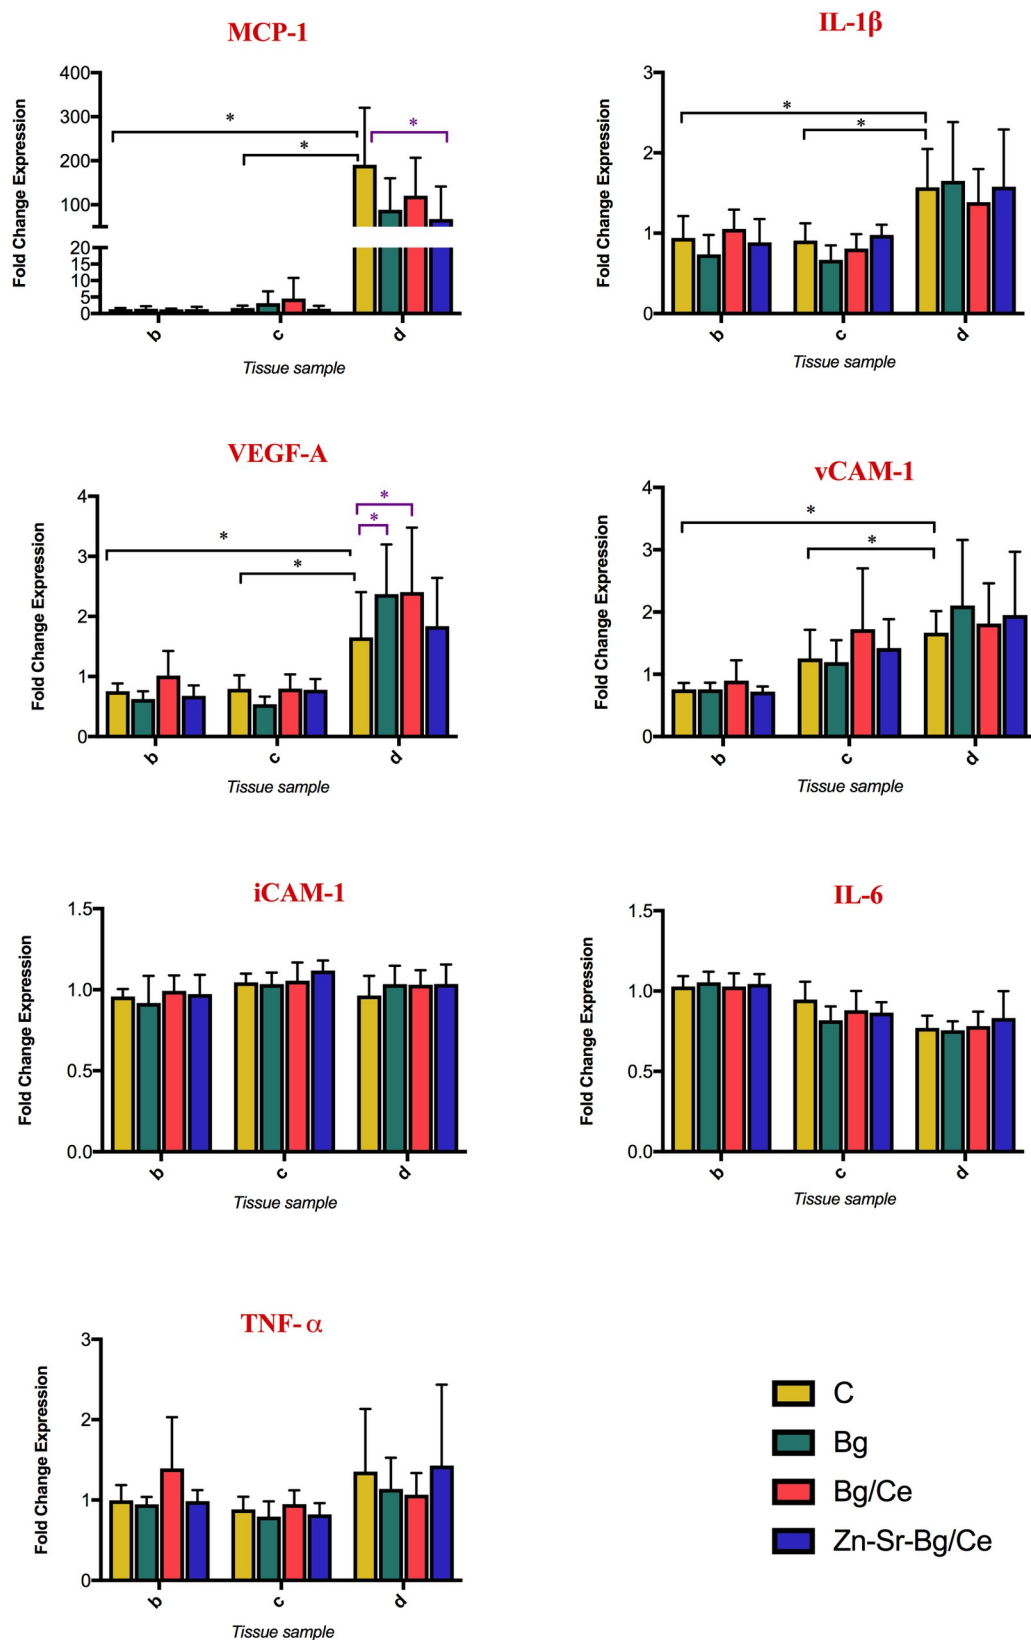 MCP-1
Fold Change Expression
400
300
200
100
20
15
10
5
0
*
*
*
b
c
d
Tissue sample
IL-1β
Fold Change Expression
3
2
1
0
*
*
b
c
d
Tissue sample
VEGF-A
Fold Change Expression
4
3
2
1
0
*
*
*
*
b
c
d
Tissue sample
vCAM-1
Fold Change Expression
4
3
2
1
0
*
*
b
c
d
Tissue sample
iCAM-1
Fold Change Expression
1.5
1.0
0.5
0.0
b
c
d
Tissue sample
IL-6
Fold Change Expression
1.5
1.0
0.5
0.0
b
c
d
Tissue sample
TNF- α
Fold Change Expression
3
2
1
0
b
c
d
Tissue sample
C
Bg
Bg/Ce
Zn-Sr-Bg/Ce